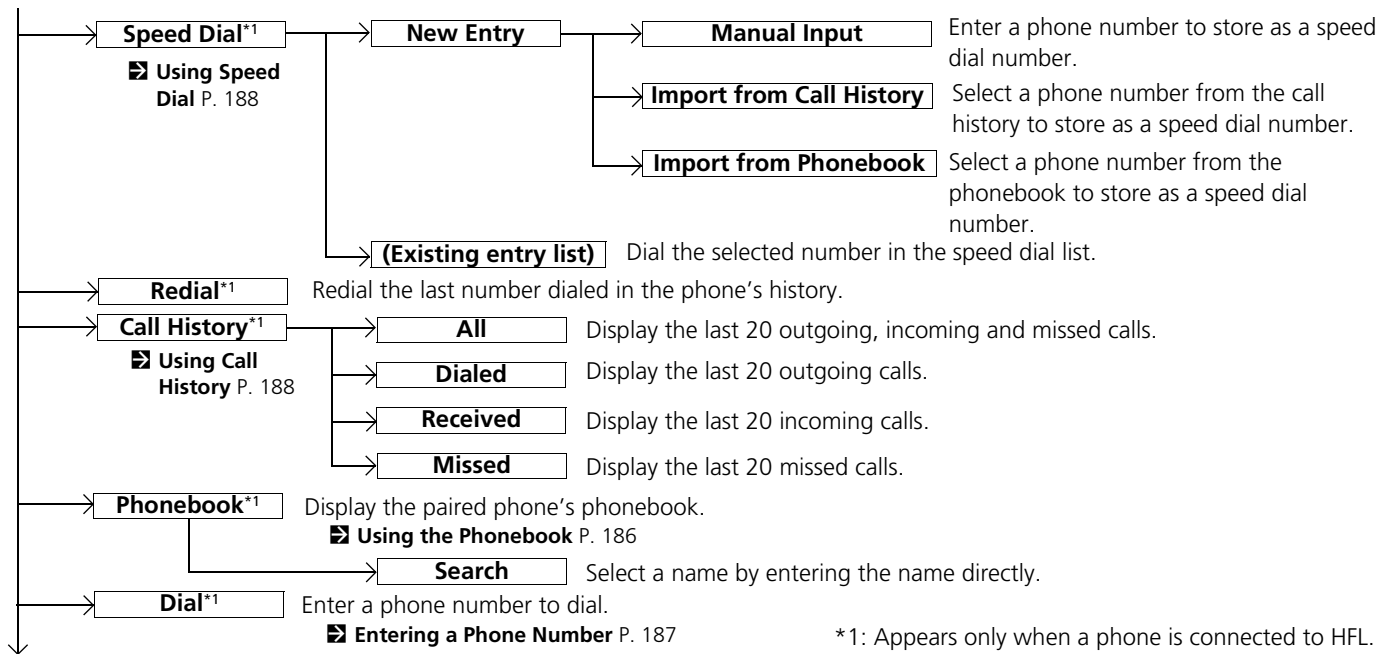 Speed Dial*1
➔ Using Speed
Dial P. 188
New Entry
Manual Input
Enter a phone number to store as a speed
dial number.
Import from Call History
Select a phone number from the call
history to store as a speed dial number.
Import from Phonebook
Select a phone number from the
phonebook to store as a speed dial
number.
(Existing entry list)
Dial the selected number in the speed dial list.
Redial*1
Redial the last number dialed in the phone’s history.
Call History*1
➔ Using Call
History P. 188
All
Display the last 20 outgoing, incoming and missed calls.
Dialed
Display the last 20 outgoing calls.
Received
Display the last 20 incoming calls.
Missed
Display the last 20 missed calls.
Phonebook*1
Display the paired phone’s phonebook.
➔ Using the Phonebook P. 186
Search
Select a name by entering the name directly.
Dial*1
Enter a phone number to dial.
➔ Entering a Phone Number P. 187
*1: Appears only when a phone is connected to HFL.